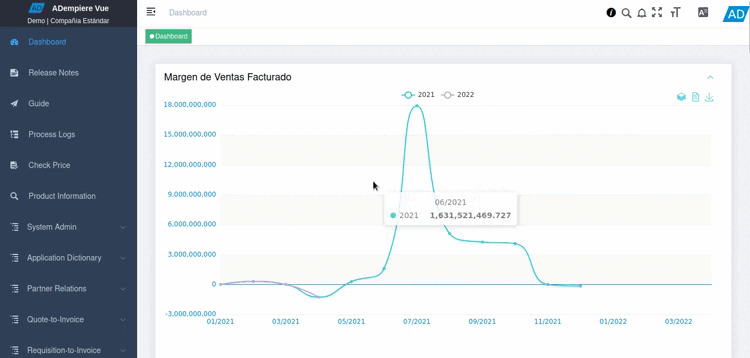 AD ADempiere Vue
Demo | Compañía Estándar
Dashboard
Release Notes
Guide
Process Logs
Check Price
Product Information
System Admin
Application Dictionary
Partner Relations
Quote-to-Invoice
Requisition-to-Invoice
Dashboard
AD
Dashboard
Margen de Ventas Facturado
2021 2022
18,000,000,000
15,000,000,000
12,000,000,000
9,000,000,000
6,000,000,000
3,000,000,000
0
-3,000,000,000
06/2021
2021 1,631,521,469.727
01/2021 03/2021 05/2021 07/2021 09/2021 11/2021 01/2022 03/2022